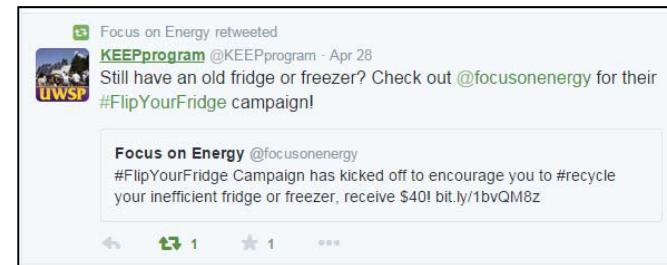 Focus on Energy retweeted
KEEPprogram @KEEPprogram · Apr 28
Still have an old fridge or freezer? Check out @focusonenergy for their
#FlipYourFridge campaign!
UWSP
Focus on Energy @focusonenergy
#FlipYourFridge Campaign has kicked off to encourage you to #recycle
your inefficient fridge or freezer, receive $40! bit.ly/1bvQM8z
1 1